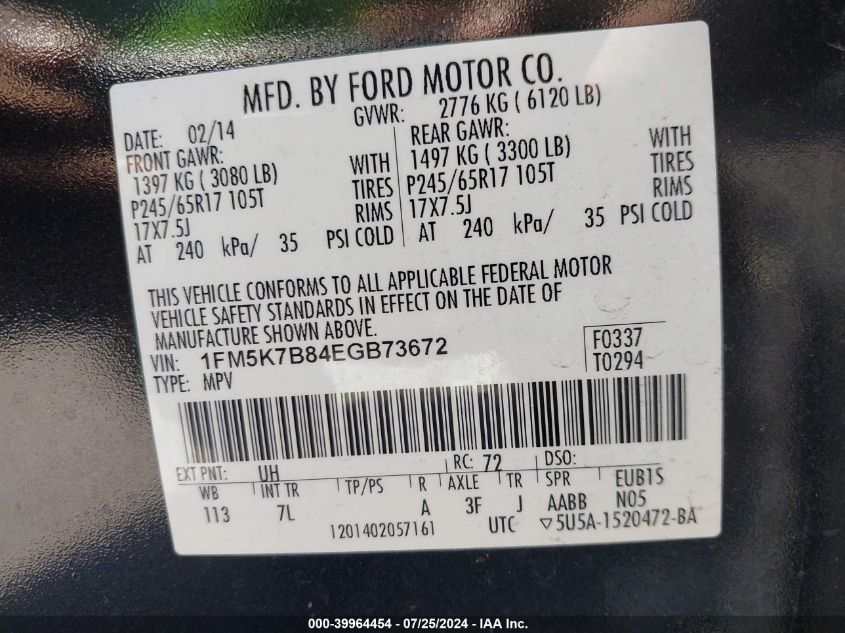 MFD. BY FORD MOTOR CO.
DATE: 02/14 GVWR: 2776 KG ( 6120 LB)
FRONT GAWR: REAR GAWR:
1397 KG ( 3080 LB) WITH 1497 KG ( 3300 LB) WITH
P245/65R17 105T TIRES P245/65R17 105T TIRES
17X7.5J RIMS 17X7.5J RIMS
AT 240 kPa/ 35 PSI COLD AT 240 kPa/ 35 PSI COLD
THIS VEHICLE CONFORMS TO ALL APPLICABLE FEDERAL MOTOR
VEHICLE SAFETY STANDARDS IN EFFECT ON THE DATE OF
MANUFACTURE SHOWN ABOVE.
VIN: 1FM5K7B84EGB73672 F0337
TYPE: MPV T0294
EXT PNT: UH RC: 72 DSO:
WB INT TR TP/PS R AXLE TR SPR EUB1S
113 7L A 3F J AABB N05
1201402057161 UTC ▽5U5A-1520472-BA
000-39964454 - 07/25/2024 - IAA Inc.